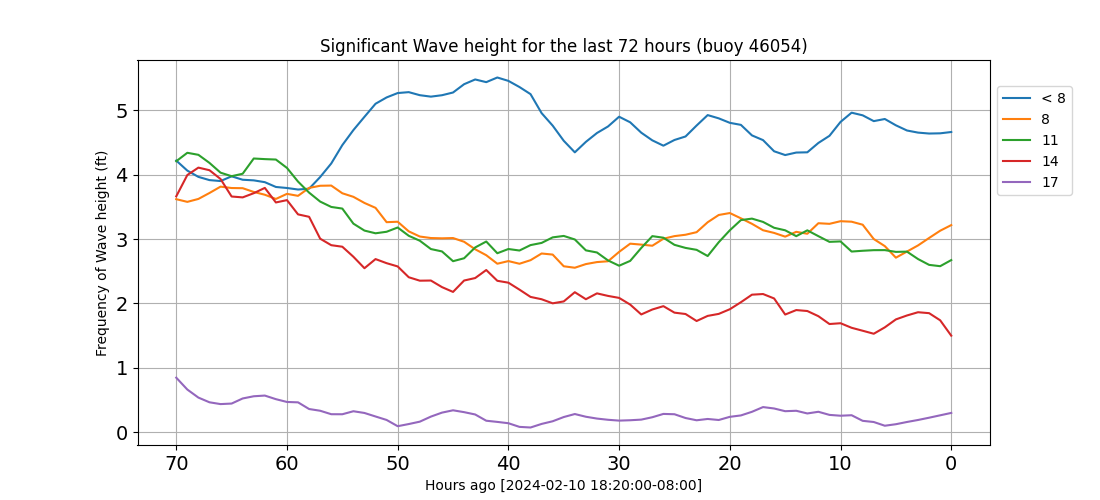 Significant Wave height for the last 72 hours (buoy 46054)
Frequency of Wave height (ft)
5
4
3
2
1
0
70 60 50 40 30 20 10 0
Hours ago [2024-02-10 18:20:00-08:00]
< 8
8
11
14
17